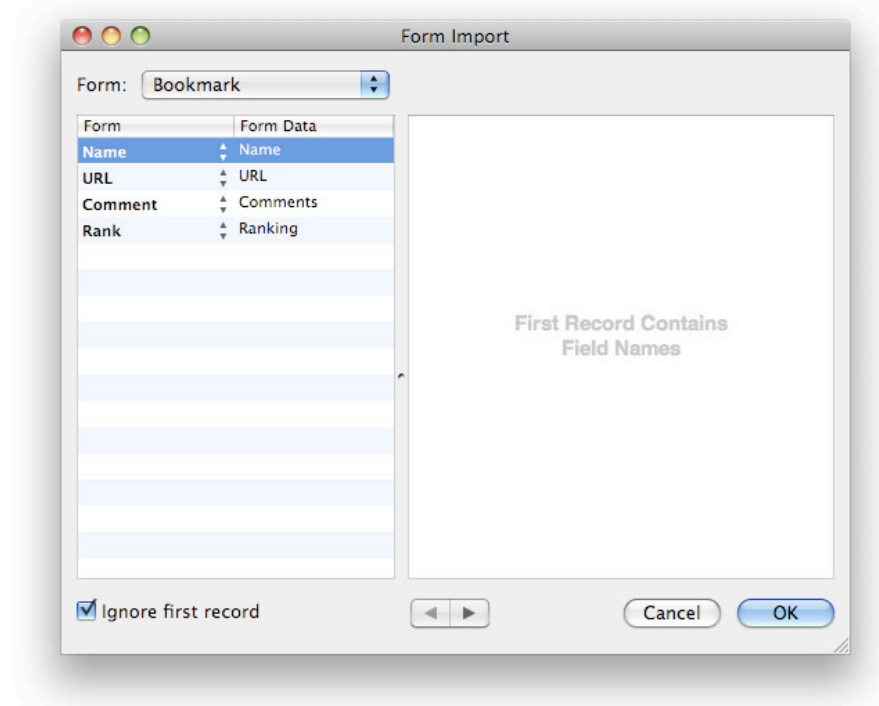 Form Import
Form: Bookmark
Form Form Data
Name Name
URL URL
Comment Comments
Rank Ranking
First Record Contains
Field Names
Ignore first record
Cancel OK